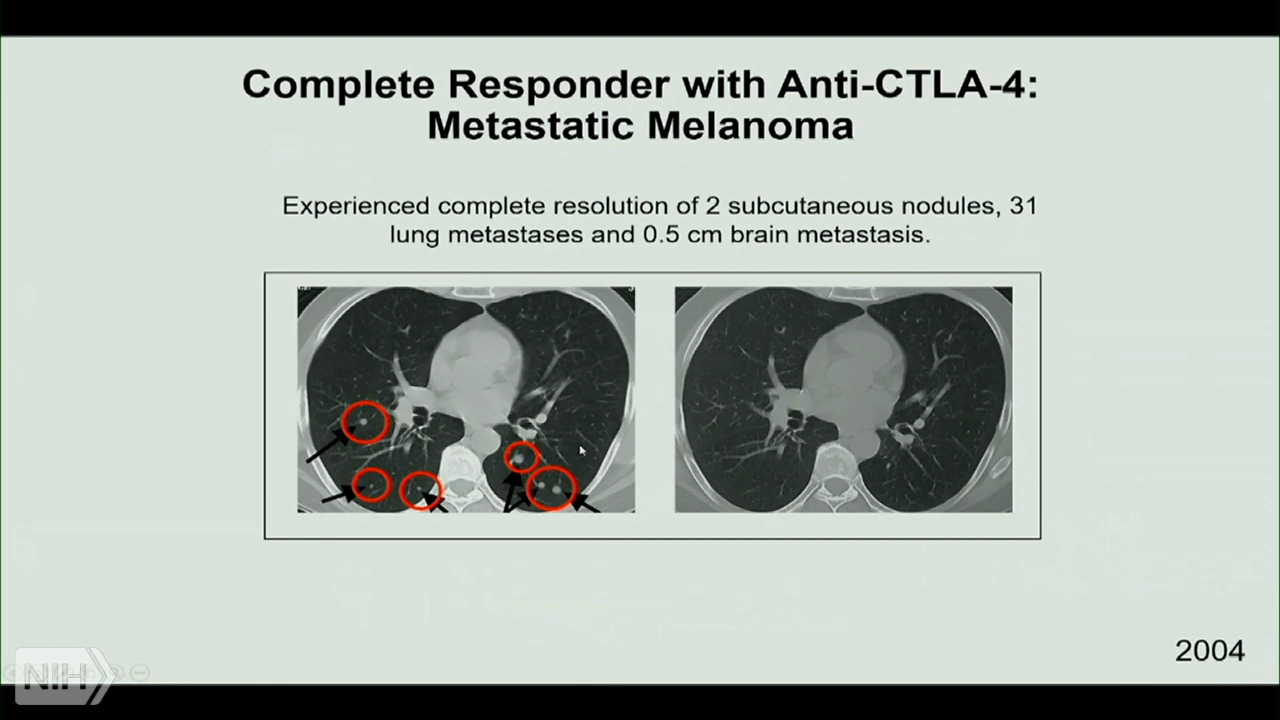 Complete Responder with Anti-CTLA-4:
Metastatic Melanoma
Experienced complete resolution of 2 subcutaneous nodules, 31
lung metastases and 0.5 cm brain metastasis.
2004
NIH